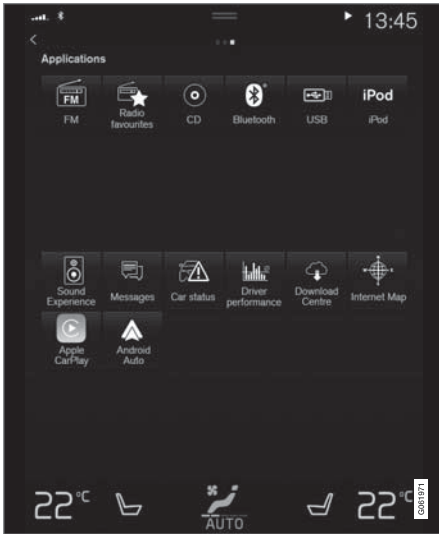 13:45
Applications
FM
FM
Radio
favourites
CD
Bluetooth
USB
iPod
iPod
Sound
Experience
Messages
Car status
Driver
performance
Download
Centre
Internet Map
Apple
CarPlay
Android
Auto
22°C
AUTO
22°C
G061971